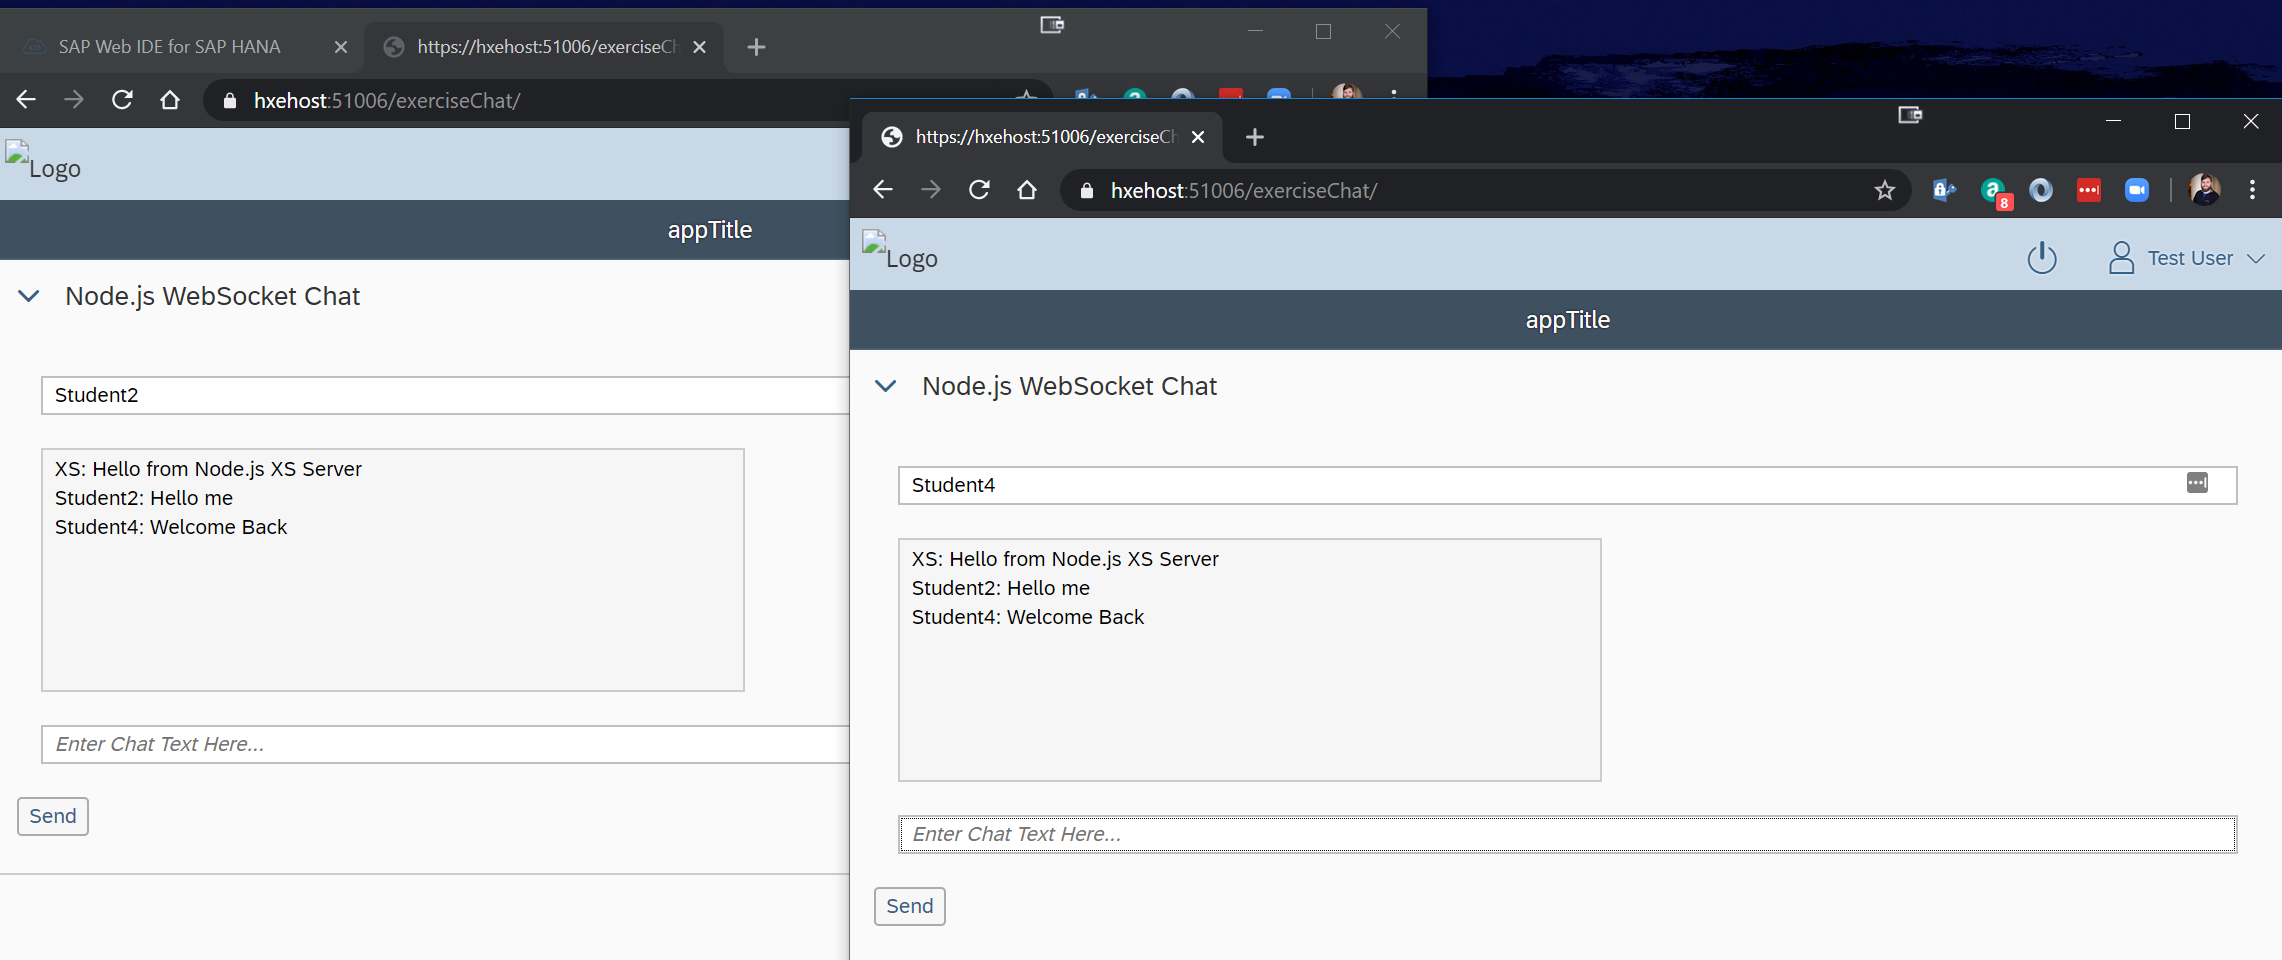 SAP Web IDE for SAP HANA
https://hxehost:51006/exerciseCh
hxehost:51006/exerciseChat/
Logo
appTitle
Node.js WebSocket Chat
Student2
XS: Hello from Node.js XS Server
Student2: Hello me
Student4: Welcome Back
Enter Chat Text Here...
Send
https://hxehost:51006/exerciseCh
hxehost:51006/exerciseChat/
a
8
Logo
Test User
appTitle
Node.js WebSocket Chat
Student4
XS: Hello from Node.js XS Server
Student2: Hello me
Student4: Welcome Back
Enter Chat Text Here...
Send